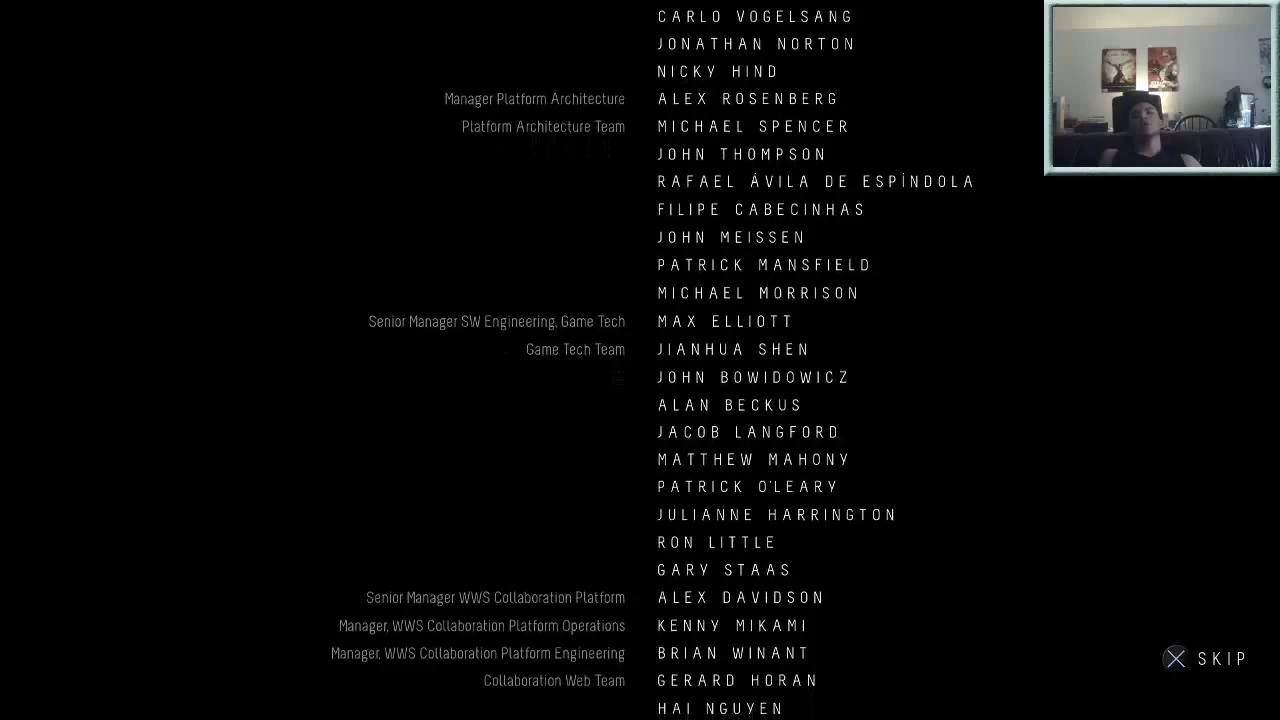 CARLO VOGELSANG
JONATHAN NORTON
NICKY HIND
Manager Platform Architecture ALEX ROSENBERG
Platform Architecture Team MICHAEL SPENCER
JOHN THOMPSON
RAFAEL ÁVILA DE ESPÍNDOLA
FILIPE CABECINHAS
JOHN MEISSEN
PATRICK MANSFIELD
MICHAEL MORRISON
Senior Manager SW Engineering, Game Tech MAX ELLIOTT
Game Tech Team JIANHUA SHEN
JOHN BOWIDOWICZ
ALAN BECKUS
JACOB LANGFORD
MATTHEW MAHONY
PATRICK O'LEARY
JULIANNE HARRINGTON
RON LITTLE
GARY STAAS
Senior Manager WWS Collaboration Platform ALEX DAVIDSON
Manager, WWS Collaboration Platform Operations KENNY MIKAMI
Manager, WWS Collaboration Platform Engineering BRIAN WINANT
SKIP
Collaboration Web Team GERARD HORAN
HAI NGUYEN